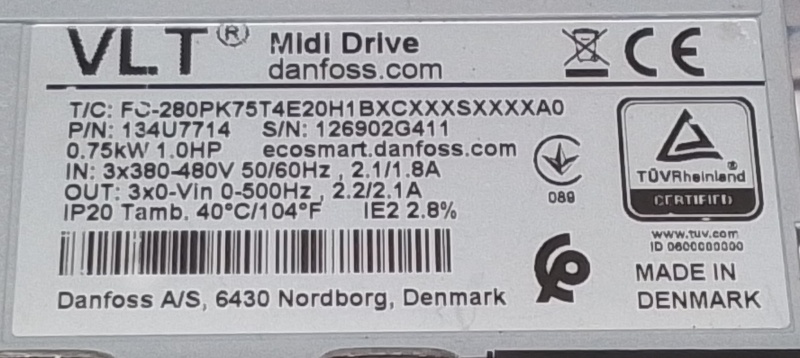 VLT® Midi Drive
danfoss.com
T/C: FC-280PK75T4E20H1BXCXXXSXXXXA0
P/N: 134U7714 S/N: 126902G411
0.75kW 1.0HP ecosmart.danfoss.com
IN: 3x380-480V 50/60Hz , 2.1/1.8A
OUT: 3x0-Vin 0-500Hz , 2.2/2.1A
IP20 Tamb. 40°C/104°F IE2 2.8%
Danfoss A/S, 6430 Nordborg, Denmark
CE
089
TÜVRheinland®
CERTIFIED
www.tuv.com
ID 0600000000
MADE IN
DENMARK